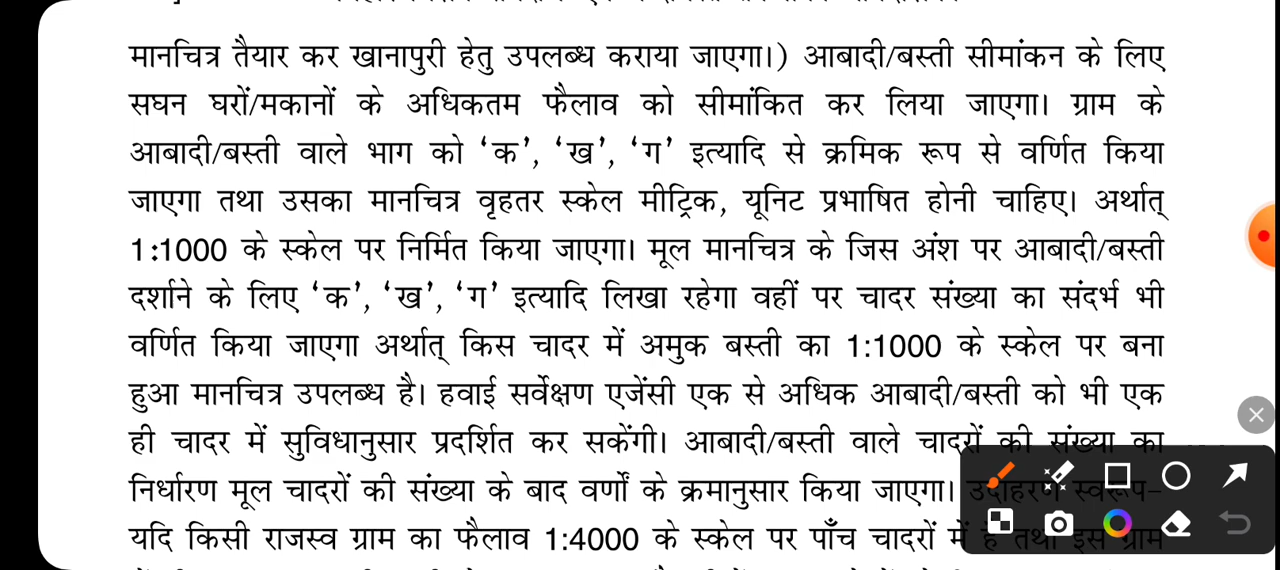 मानचित्र तैयार कर खानापुरी हेतु उपलब्ध कराया जाएगा।) आबादी/बस्ती सीमांकन के लिए
सघन घरों/मकानों के अधिकतम फैलाव को सीमांकित कर लिया जाएगा। ग्राम के
आबादी/बस्ती वाले भाग को ‘क’, ‘ख’, ‘ग’ इत्यादि से क्रमिक रूप से वर्णित किया
जाएगा तथा उसका मानचित्र वृहतर स्केल मीट्रिक, यूनिट प्रभाषित होनी चाहिए। अर्थात्
1:1000 के स्केल पर निर्मित किया जाएगा। मूल मानचित्र के जिस अंश पर आबादी/बस्ती
दर्शाने के लिए ‘क’, ‘ख’, ‘ग’ इत्यादि लिखा रहेगा वहीं पर चादर संख्या का संदर्भ भी
वर्णित किया जाएगा अर्थात् किस चादर में अमुक बस्ती का 1:1000 के स्केल पर बना
हुआ मानचित्र उपलब्ध है। हवाई सर्वेक्षण एजेंसी एक से अधिक आबादी/बस्ती को भी एक
ही चादर में सुविधानुसार प्रदर्शित कर सकेंगी। आबादी/बस्ती वाले चादरों की संख्या का
निर्धारण मूल चादरों की संख्या के बाद वर्णों के क्रमानुसार किया जाएगा। उदाहरण स्वरूप–
यदि किसी राजस्व ग्राम का फैलाव 1:4000 के स्केल पर पाँच चादरों में है तथा इस ग्राम